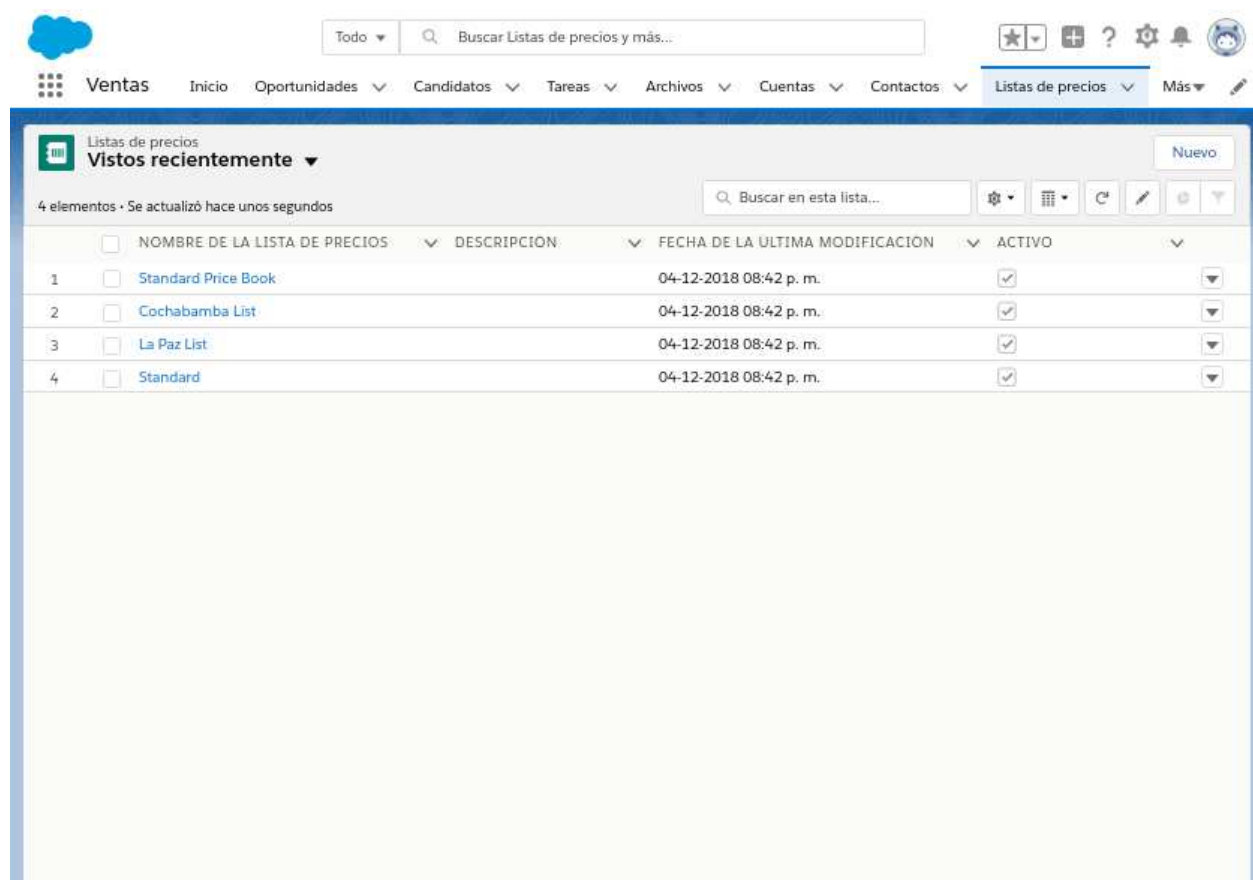 Todo Buscar Listas de precios y más...
Ventas Inicio Oportunidades Candidatos Tareas Archivos Cuentas Contactos Listas de precios Más
Listas de precios
Vistos recientemente
Nuevo
4 elementos • Se actualizó hace unos segundos
Buscar en esta lista...
NOMBRE DE LA LISTA DE PRECIOS DESCRIPCIÓN FECHA DE LA ÚLTIMA MODIFICACIÓN ACTIVO
1 Standard Price Book 04-12-2018 08:42 p. m.
2 Cochabamba List 04-12-2018 08:42 p. m.
3 La Paz List 04-12-2018 08:42 p. m.
4 Standard 04-12-2018 08:42 p. m.